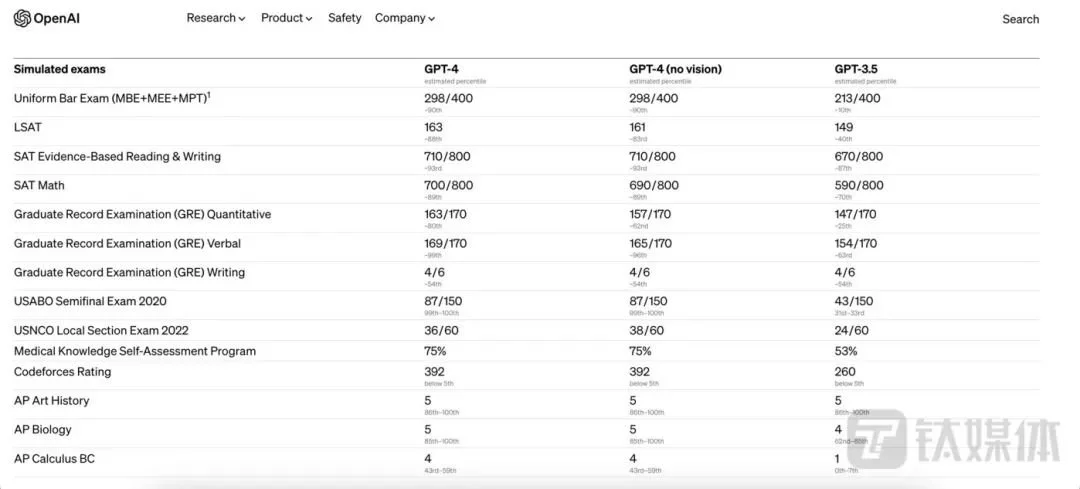 OpenAI Research Product Safety Company Search
Simulated exams GPT-4 GPT-4 (no vision) GPT-3.5
estimated percentile estimated percentile estimated percentile
Uniform Bar Exam (MBE+MEE+MPT)1 298/400 298/400 213/400
~90th ~90th ~10th
LSAT 163 161 149
~88th ~83rd ~40th
SAT Evidence-Based Reading & Writing 710/800 710/800 670/800
~93rd ~93rd ~87th
SAT Math 700/800 690/800 590/800
~89th ~89th ~70th
Graduate Record Examination (GRE) Quantitative 163/170 157/170 147/170
~80th ~62nd ~25th
Graduate Record Examination (GRE) Verbal 169/170 165/170 154/170
~99th ~96th ~63rd
Graduate Record Examination (GRE) Writing 4/6 4/6 4/6
~54th ~54th ~54th
USABO Semifinal Exam 2020 87/150 87/150 43/150
99th–100th 99th–100th 31st–33rd
USNCO Local Section Exam 2022 36/60 38/60 24/60
Medical Knowledge Self-Assessment Program 75% 75% 53%
Codeforces Rating 392 392 260
below 5th below 5th below 5th
AP Art History 5 5 5
86th–100th 86th–100th 86th–100th
AP Biology 5 5 4
85th–100th 85th–100th 62nd–85th
AP Calculus BC 4 4 1
43rd–59th 43rd–59th 0th–7th
钛媒体